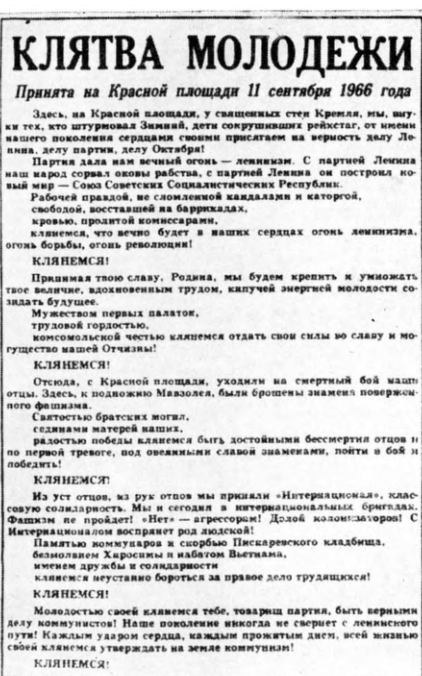 КЛЯТВА МОЛОДЕЖИ
Принята на Красной площади 11 сентября 1966 года
Здесь, на Красной площади, у священных стен Кремля, мы, вну-
ки тех, кто штурмовал Зимний, дети сокрушивших рейхстаг, от имени
нашего поколения сердцами своими присягаем на верность делу Ле-
нина, делу партии, делу Октября!
Партия дала нам вечный огонь — ленинизм. С партией Ленина
наш народ сорвал оковы рабства, с партией Ленина он построил но-
вый мир — Союз Советских Социалистических Республик.
Рабочей правдой, не сломленной кандалами и каторгой,
свободой, восставшей на баррикадах,
кровью, пролитой комиссарами,
клянемся, что вечно будет в наших сердцах огонь ленинизма,
огонь борьбы, огонь революции!
КЛЯНЕМСЯ!
Принимая твою славу, Родина, мы будем крепить и умножать
твое величие, вдохновенным трудом, кипучей энергией молодости со-
зидать будущее.
Мужеством первых палаток,
трудовой гордостью,
комсомольской честью клянемся отдать свои силы во славу и мо-
гущество нашей Отчизны!
КЛЯНЕМСЯ!
Отсюда, с Красной площади, уходили на смертный бой наши
отцы. Здесь, к подножию Мавзолея, были брошены знамена повержен-
ного фашизма.
Святостью братских могил,
сединами матерей наших,
радостью победы клянемся быть достойными бессмертия отцов и
по первой тревоге, под овеянными славой знаменами, пойти в бой и
победить!
КЛЯНЕМСЯ!
Из уст отцов, из рук отцов мы приняли «Интернационал», клас-
совую солидарность. Мы и сегодня в интернациональных бригадах.
Фашизм не пройдет! «Нет» — агрессорам! Долой колонизаторов! С
Интернационалом воспрянет род людской!
Памятью коммунаров и скорбью Пискаревского кладбища,
безмолвием Хиросимы и набатом Вьетнама,
именем дружбы и солидарности
клянемся неустанно бороться за правое дело трудящихся!
КЛЯНЕМСЯ!
Молодостью своей клянемся тебе, товарищ партия, быть верными
делу коммунистов! Наше поколение никогда не свернет с ленинского
пути! Каждым ударом сердца, каждым прожитым днем, всей жизнью
своей клянемся утверждать на земле коммунизм!
КЛЯНЕМСЯ!